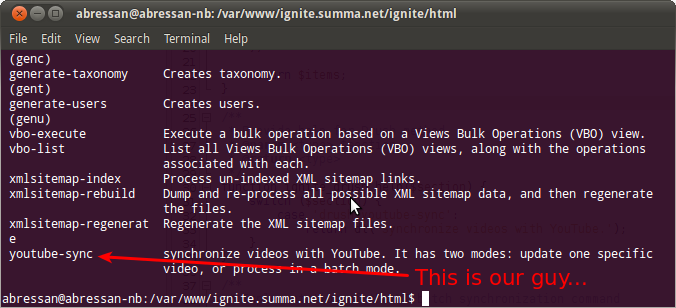 abressan@abressan-nb: /var/www/ignite.summa.net/ignite/html
File Edit View Search Terminal Help
(genc)
generate-taxonomy Creates taxonomy.
(gent)
generate-users Creates users.
(genu)
vbo-execute Execute a bulk operation based on a Views Bulk Operations (VBO) view.
vbo-list List all Views Bulk Operations (VBO) views, along with the operations
associated with each.
xmlsitemap-index Process un-indexed XML sitemap links.
xmlsitemap-rebuild Dump and re-process all possible XML sitemap data, and then regenerate
the files.
xmlsitemap-regenerat Regenerate the XML sitemap files.
e
youtube-sync synchronize videos with YouTube. It has two modes: update one specific
video, or process in a batch mode.
This is our guy...
abressan@abressan-nb:/var/www/ignite.summa.net/ignite/html$